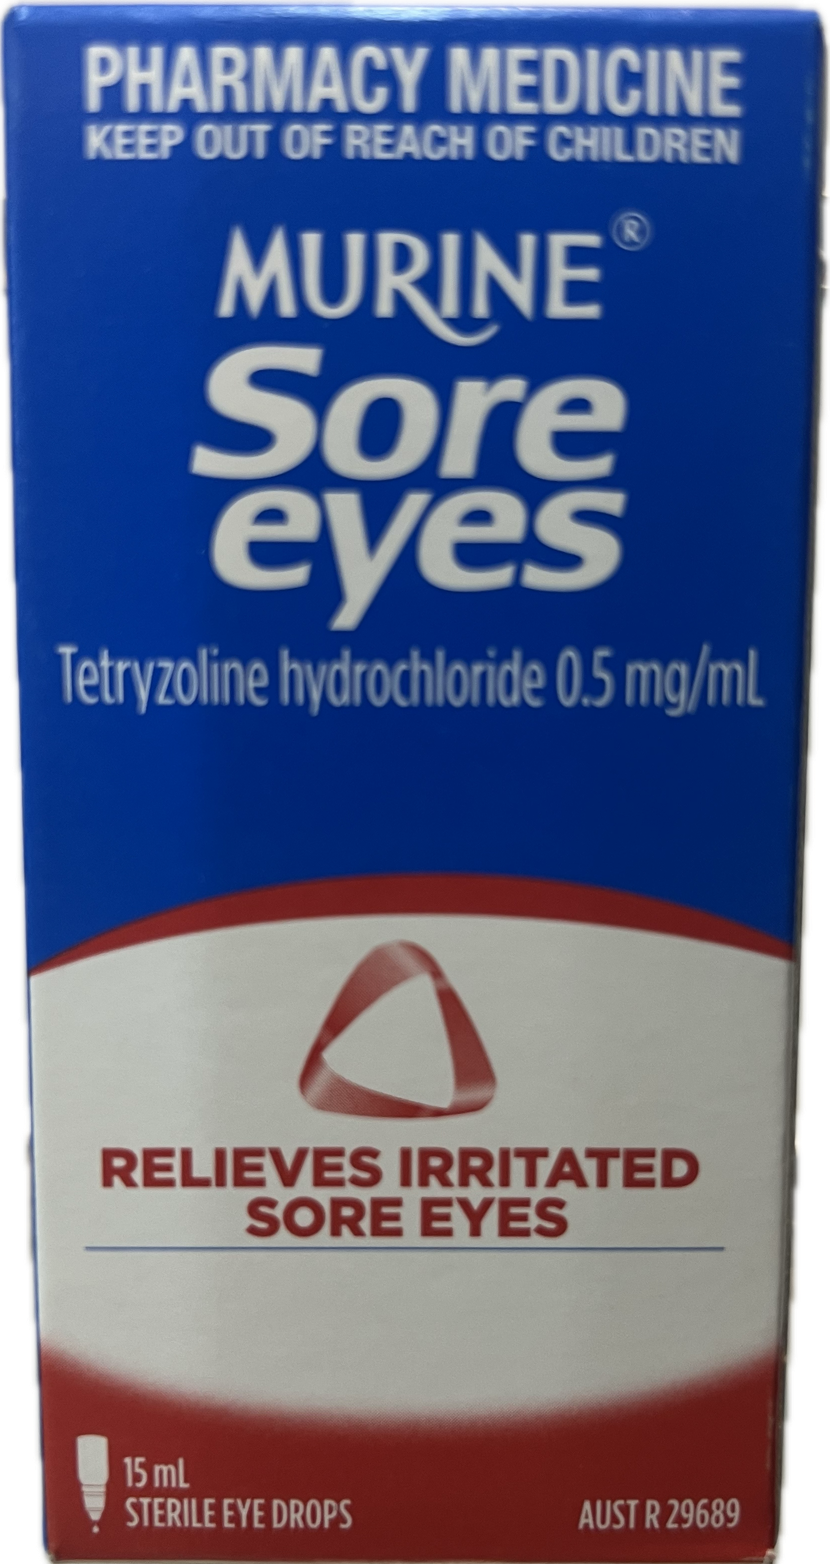 PHARMACY MEDICINE
KEEP OUT OF REACH OF CHILDREN
MURINE®
Sore
eyes
Tetryzoline hydrochloride 0.5 mg/mL
RELIEVES IRRITATED
SORE EYES
15 mL
STERILE EYE DROPS
AUST R 29689